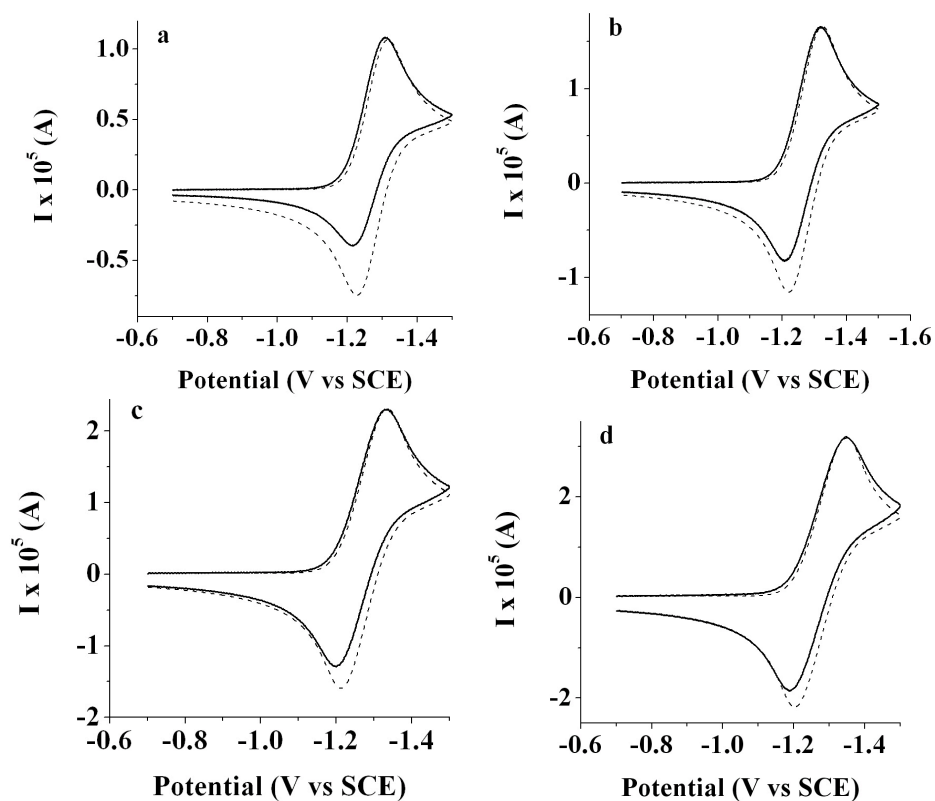 a
1.0
0.5
0.0
-0.5
I x 10⁵ (A)
-0.6 -0.8 -1.0 -1.2 -1.4
Potential (V vs SCE)
b
1
0
-1
I x 10⁵ (A)
-0.6 -0.8 -1.0 -1.2 -1.4 -1.6
Potential (V vs SCE)
c
2
1
0
-1
-2
I x 10⁵ (A)
-0.6 -0.8 -1.0 -1.2 -1.4
Potential (V vs SCE)
d
2
0
-2
I x 10⁵ (A)
-0.6 -0.8 -1.0 -1.2 -1.4
Potential (V vs SCE)